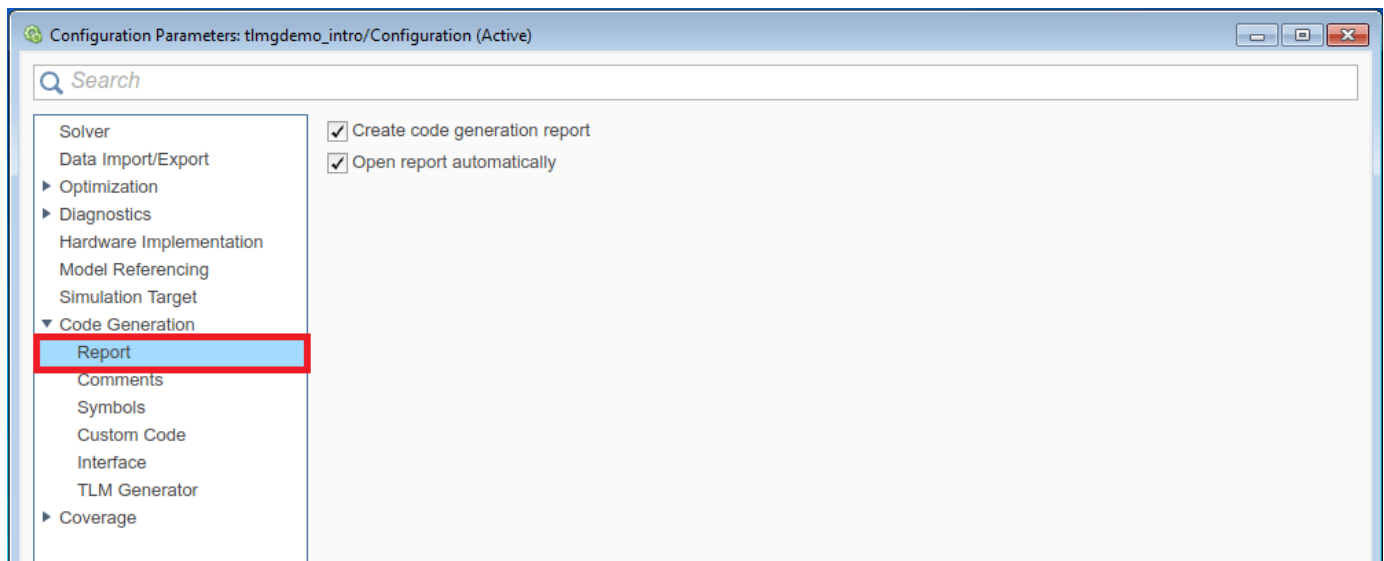 Configuration Parameters: tlmgdemo_intro/Configuration (Active)
Search
Solver
Data Import/Export
Optimization
Diagnostics
Hardware Implementation
Model Referencing
Simulation Target
Code Generation
Report
Comments
Symbols
Custom Code
Interface
TLM Generator
Coverage
Create code generation report
Open report automatically